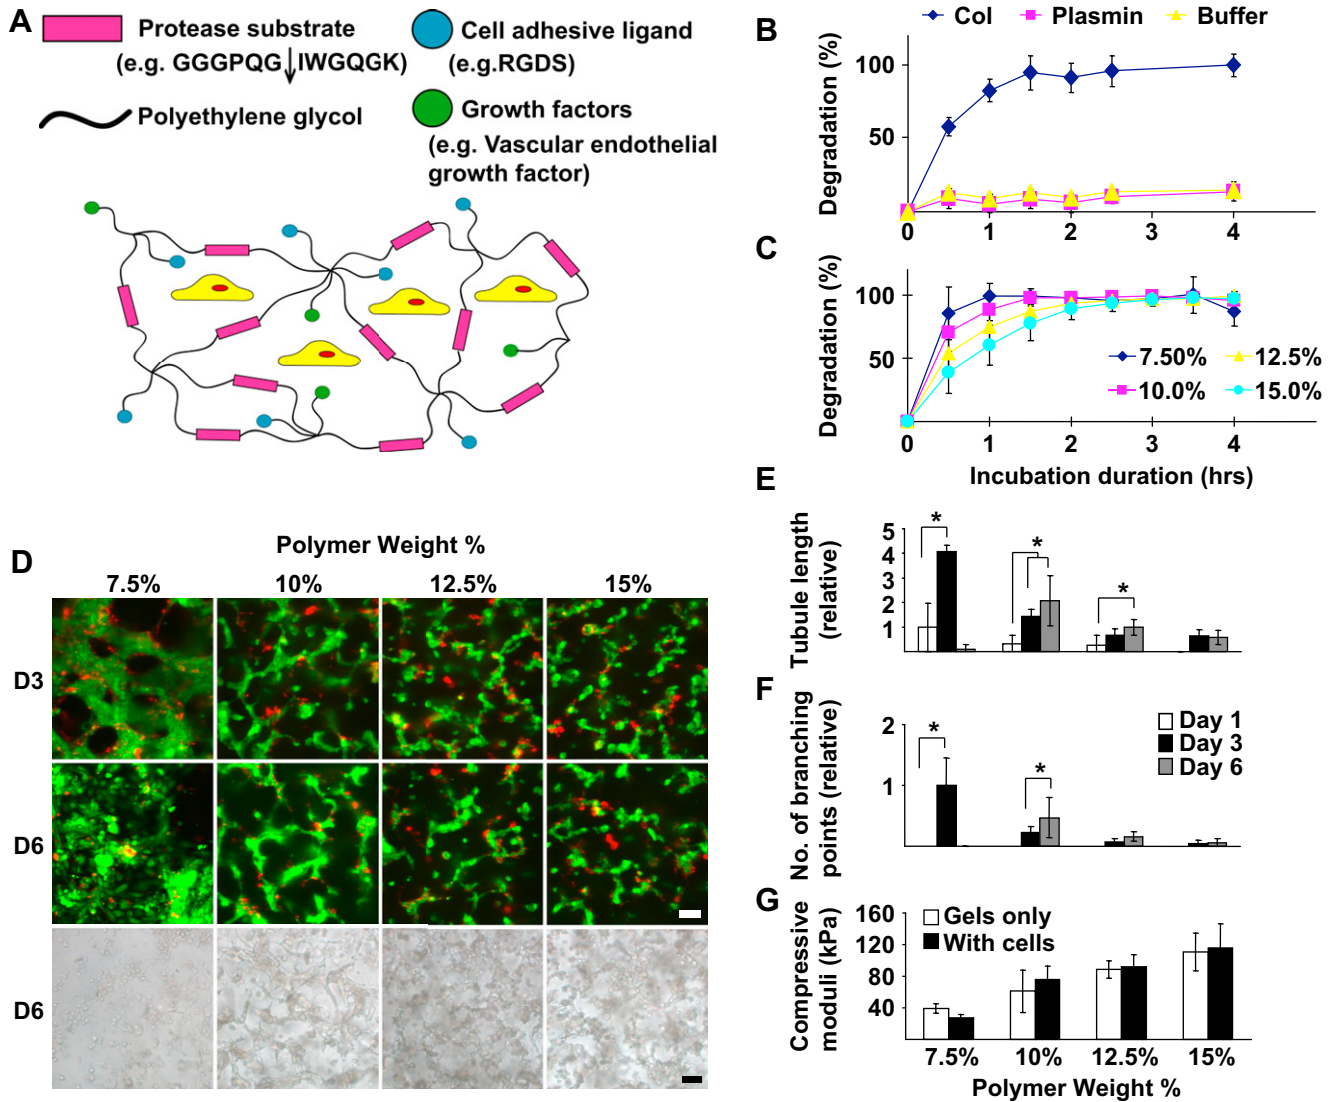 A
Protease substrate
(e.g. GGGPQG↓IWGQGK)
Polyethylene glycol
Cell adhesive ligand
(e.g.RGDS)
Growth factors
(e.g. Vascular endothelial
growth factor)
B
Col
Plasmin
Buffer
Degradation (%)
100
50
0 1 2 3 4
C
Degradation (%)
100
50
7.50%
12.5%
10.0%
15.0%
0 1 2 3 4
Incubation duration (hrs)
D
Polymer Weight %
7.5% 10% 12.5% 15%
D3
D6
D6
E
Tubule length
(relative)
5
4
3
2
1
*
*
*
F
No. of branching
points (relative)
2
1
*
*
Day 1
Day 3
Day 6
G
Compressive
moduli (kPa)
160
120
80
40
Gels only
With cells
7.5% 10% 12.5% 15%
Polymer Weight %